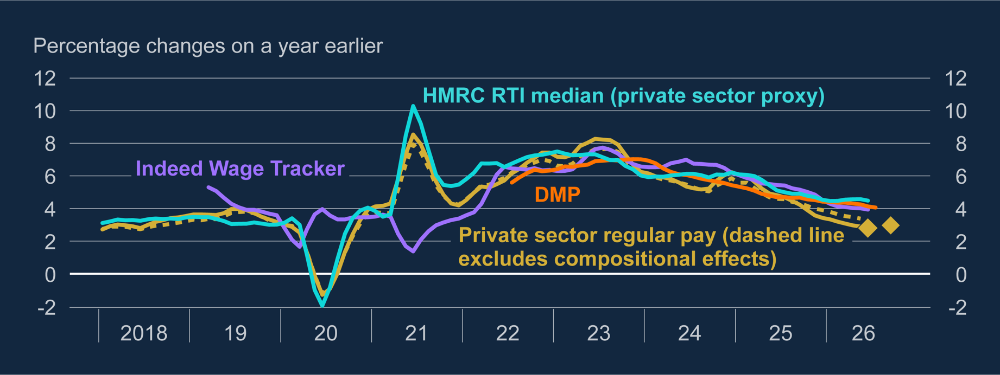 Percentage changes on a year earlier
12 12
HMRC RTI median (private sector proxy)
10 10
8 8
Indeed Wage Tracker
6 6
DMP
4 4
Private sector regular pay (dashed line
2 2
excludes compositional effects)
0 0
-2 -2
2018 19 20 21 22 23 24 25 26